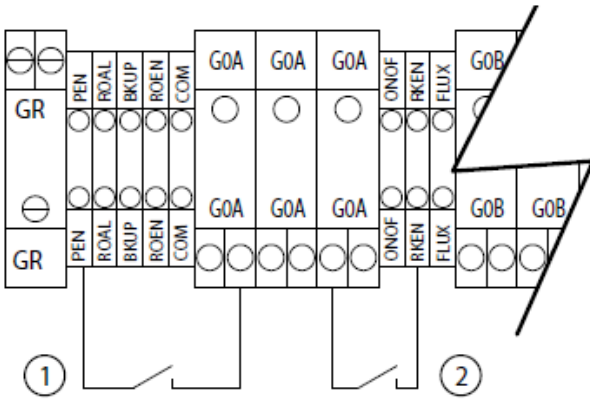 PEN ROAL BKUP ROEN COM G0A G0A G0A ONOF RKEN FLUX G0B
GR
G0A G0A G0A G0B G0B
GR PEN ROAL BKUP ROEN COM ONOF RKEN FLUX
1 2